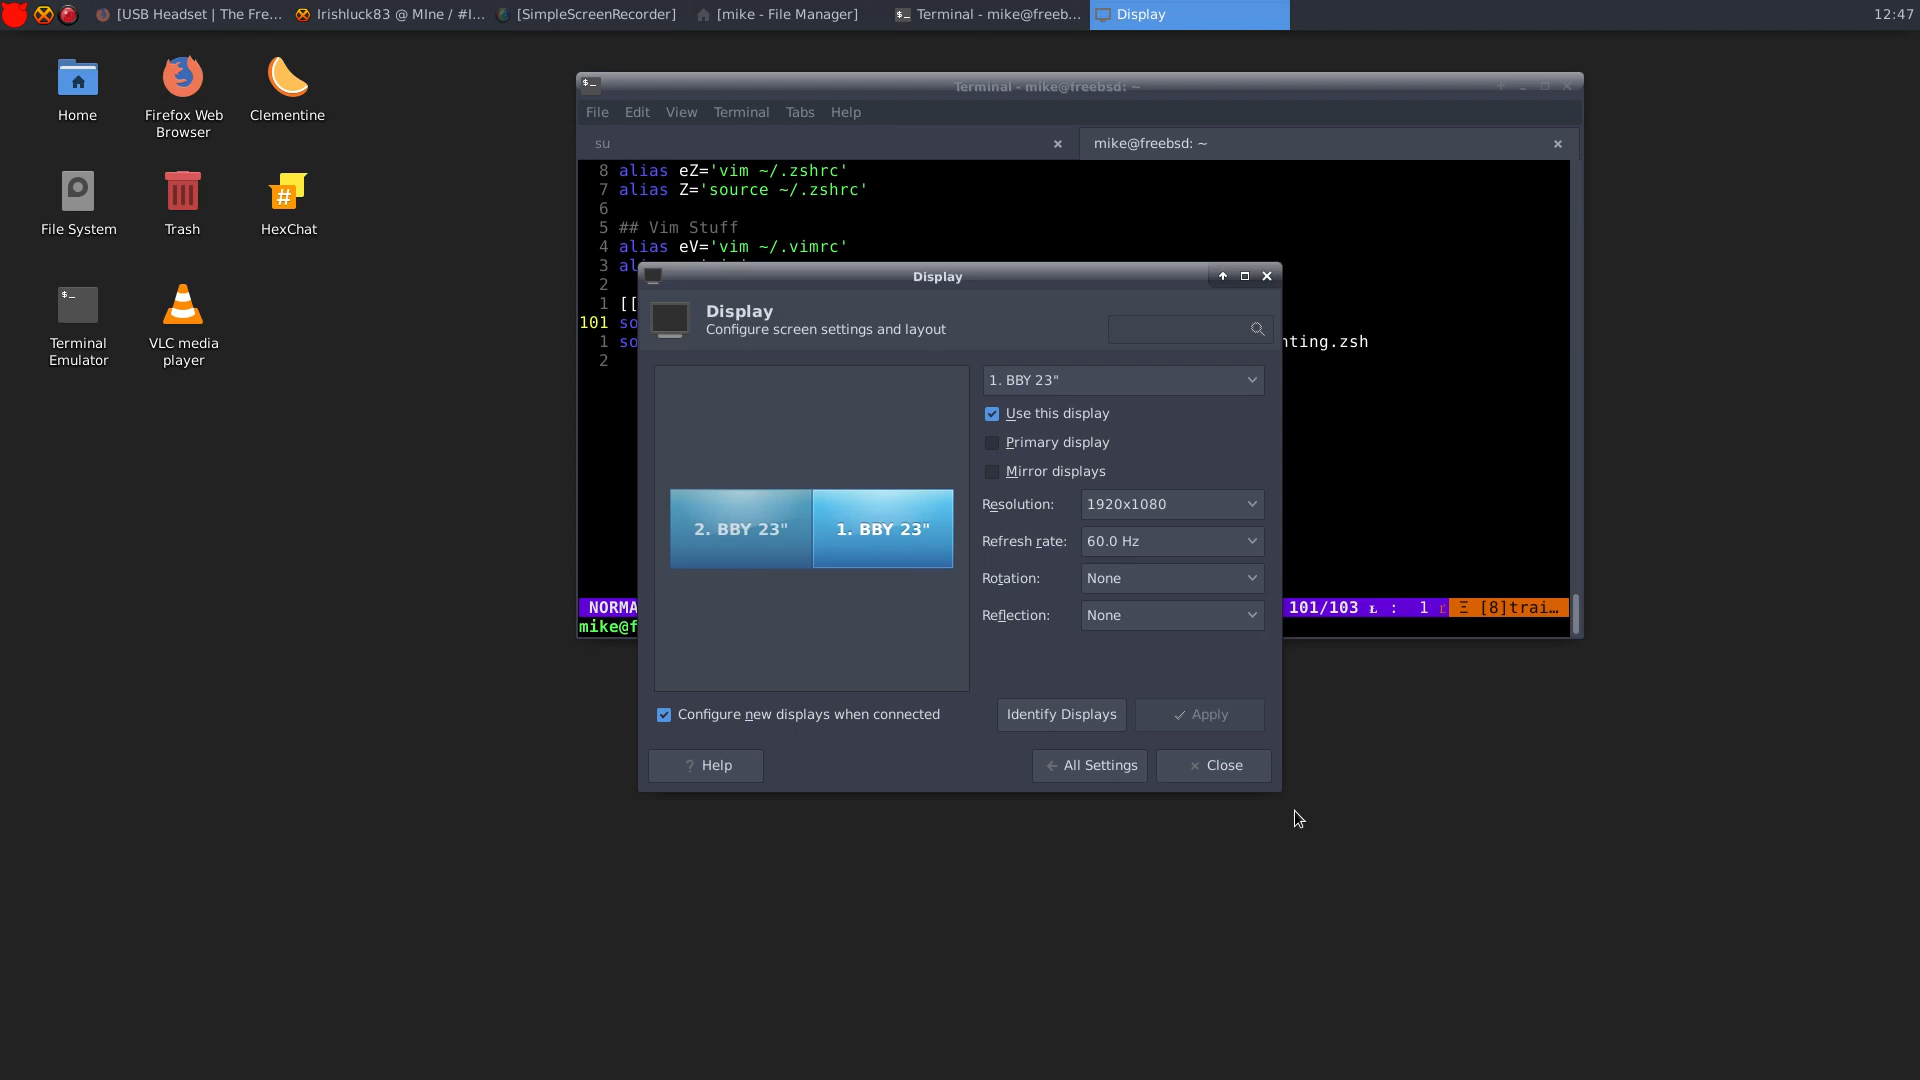 [USB Headset | The Fre...
Irishluck83 @ MIne / #I...
[SimpleScreenRecorder]
[mike - File Manager]
Terminal - mike@freeb...
Display
12:47
Home
Firefox Web
Browser
Clementine
File System
Trash
HexChat
Terminal
Emulator
VLC media
player
Terminal - mike@freebsd: ~
File Edit View Terminal Tabs Help
su
mike@freebsd: ~
8 alias eZ='vim ~/.zshrc'
7 alias Z='source ~/.zshrc'
6
5 ## Vim Stuff
4 alias eV='vim ~/.vimrc'
3 al
2
1 [[
101 so
1 so nting.zsh
2
NORMA 101/103 : 1 Ξ [8]trai…
mike@f
Display
Display
Configure screen settings and layout
2. BBY 23"
1. BBY 23"
1. BBY 23"
Use this display
Primary display
Mirror displays
Resolution: 1920x1080
Refresh rate: 60.0 Hz
Rotation: None
Reflection: None
Configure new displays when connected
Identify Displays
Apply
? Help
All Settings
Close